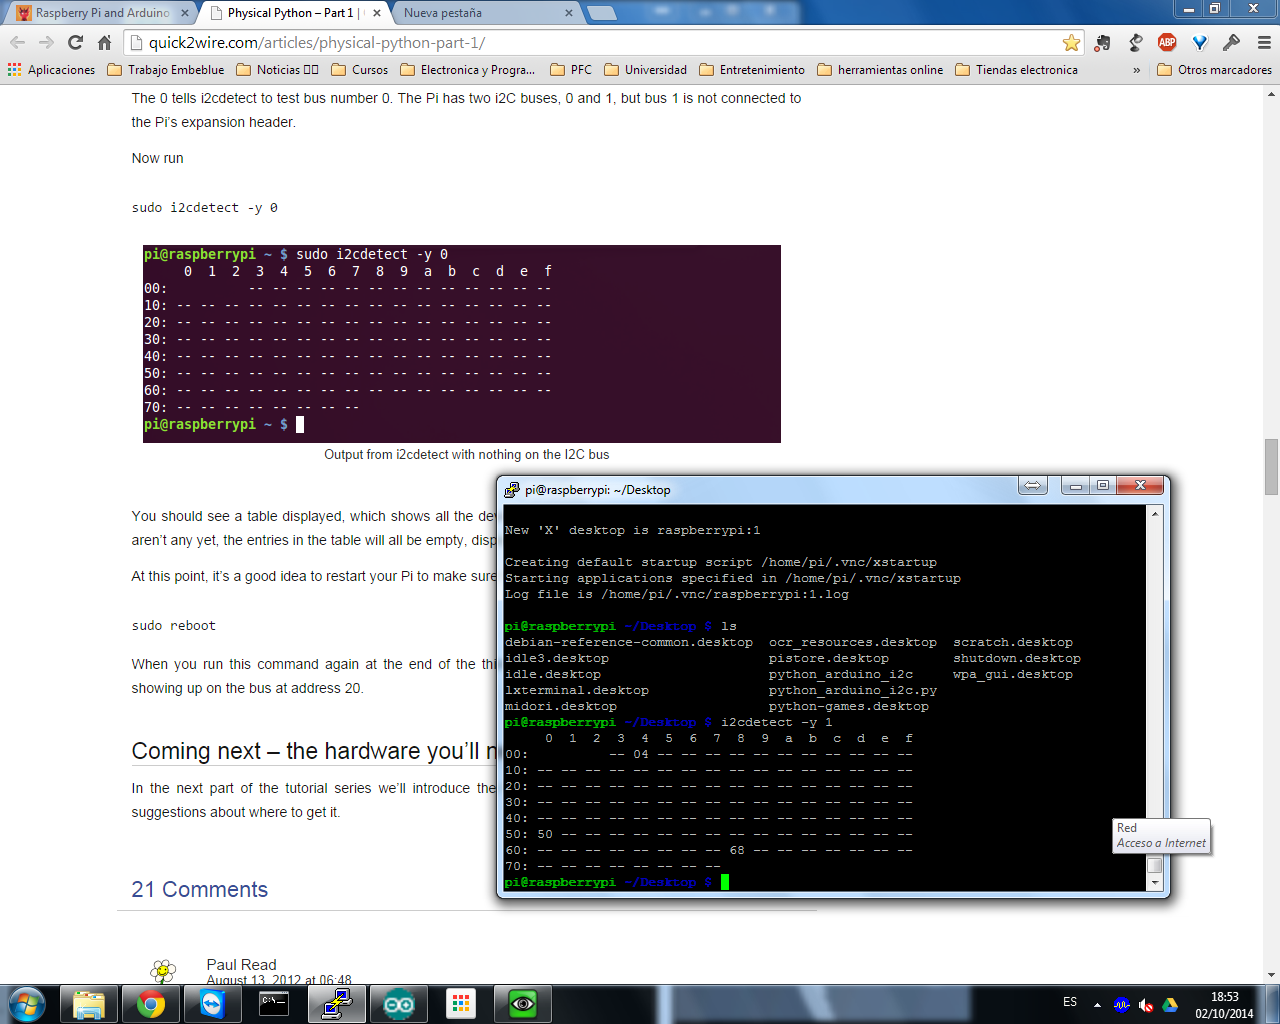 Raspberry Pi and Arduino
Physical Python – Part 1 |
Nueva pestaña
quick2wire.com/articles/physical-python-part-1/
ABP
Aplicaciones
Trabajo Embeblue
Noticias
Cursos
Electronica y Progra...
PFC
Universidad
Entretenimiento
herramientas online
Tiendas electronica
»
Otros marcadores
The 0 tells i2cdetect to test bus number 0. The Pi has two i2C buses, 0 and 1, but bus 1 is not connected to
the Pi's expansion header.
Now run
sudo i2cdetect -y 0
pi@raspberrypi ~ $ sudo i2cdetect -y 0
0 1 2 3 4 5 6 7 8 9 a b c d e f
00: -- -- -- -- -- -- -- -- -- -- -- -- --
10: -- -- -- -- -- -- -- -- -- -- -- -- -- -- -- --
20: -- -- -- -- -- -- -- -- -- -- -- -- -- -- -- --
30: -- -- -- -- -- -- -- -- -- -- -- -- -- -- -- --
40: -- -- -- -- -- -- -- -- -- -- -- -- -- -- -- --
50: -- -- -- -- -- -- -- -- -- -- -- -- -- -- -- --
60: -- -- -- -- -- -- -- -- -- -- -- -- -- -- -- --
70: -- -- -- -- -- -- -- --
pi@raspberrypi ~ $
Output from i2cdetect with nothing on the I2C bus
You should see a table displayed, which shows all the dev
aren't any yet, the entries in the table will all be empty, disp
At this point, it's a good idea to restart your Pi to make sure
sudo reboot
When you run this command again at the end of the thi
showing up on the bus at address 20.
Coming next – the hardware you'll n
In the next part of the tutorial series we'll introduce the
suggestions about where to get it.
21 Comments
Paul Read
August 13, 2012 at 06:48
pi@raspberrypi: ~/Desktop
New 'X' desktop is raspberrypi:1
Creating default startup script /home/pi/.vnc/xstartup
Starting applications specified in /home/pi/.vnc/xstartup
Log file is /home/pi/.vnc/raspberrypi:1.log
pi@raspberrypi ~/Desktop $ ls
debian-reference-common.desktop ocr_resources.desktop scratch.desktop
idle3.desktop pistore.desktop shutdown.desktop
idle.desktop python_arduino_i2c wpa_gui.desktop
lxterminal.desktop python_arduino_i2c.py
midori.desktop python-games.desktop
pi@raspberrypi ~/Desktop $ i2cdetect -y 1
0 1 2 3 4 5 6 7 8 9 a b c d e f
00: -- 04 -- -- -- -- -- -- -- -- -- -- --
10: -- -- -- -- -- -- -- -- -- -- -- -- -- -- -- --
20: -- -- -- -- -- -- -- -- -- -- -- -- -- -- -- --
30: -- -- -- -- -- -- -- -- -- -- -- -- -- -- -- --
40: -- -- -- -- -- -- -- -- -- -- -- -- -- -- -- --
50: 50 -- -- -- -- -- -- -- -- -- -- -- -- -- -- --
60: -- -- -- -- -- -- -- -- 68 -- -- -- -- -- -- --
70: -- -- -- -- -- -- -- --
pi@raspberrypi ~/Desktop $
Red
Acceso a Internet
C:\_
ES
18:53
02/10/2014